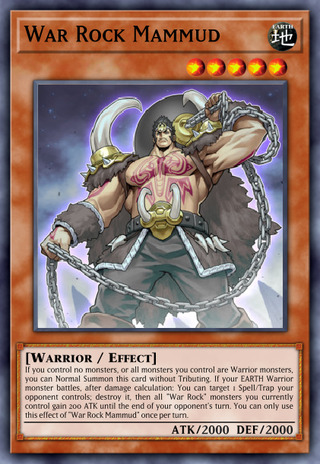 War Rock Mammud
EARTH
地
[Warrior / Effect]
If you control no monsters, or all monsters you control are Warrior monsters,
you can Normal Summon this card without Tributing. If your EARTH Warrior
monster battles, after damage calculation: You can target 1 Spell/Trap your
opponent controls; destroy it, then all "War Rock" monsters you currently
control gain 200 ATK until the end of your opponent's turn. You can only use
this effect of "War Rock Mammud" once per turn.
ATK/2000 DEF/2000